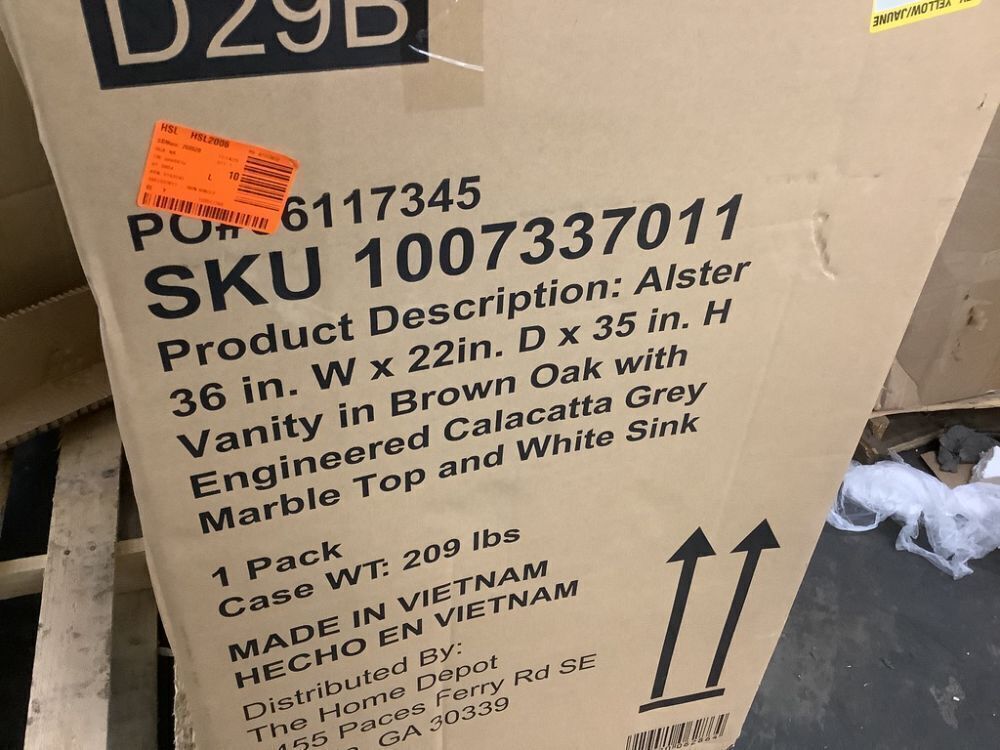 D29B
YELLOW/JAUNE
HSL HSL2006
L 10
PO# 6117345
SKU 1007337011
Product Description: Alster
36 in. W x 22in. D x 35 in. H
Vanity in Brown Oak with
Engineered Calacatta Grey
Marble Top and White Sink
1 Pack
Case WT: 209 lbs
MADE IN VIETNAM
HECHO EN VIETNAM
Distributed By:
The Home Depot
455 Paces Ferry Rd SE
GA 30339